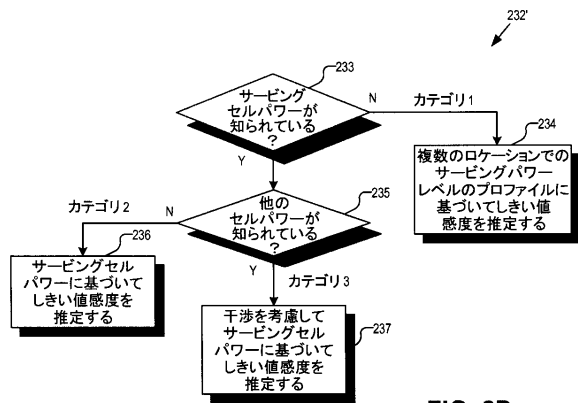 232'
233
サービング
セルパワーが
知られている
?
N
カテゴリ1
Y
234
複数のロケーションでの
サービングパワー
レベルのプロファイルに
基づいてしきい値
感度を推定する
235
他の
セルパワーが
知られている
?
カテゴリ2
N
Y
カテゴリ3
236
サービングセル
パワーに基づいて
しきい値感度を
推定する
237
干渉を考慮して
サービングセル
パワーに基づいて
しきい値感度を
推定する